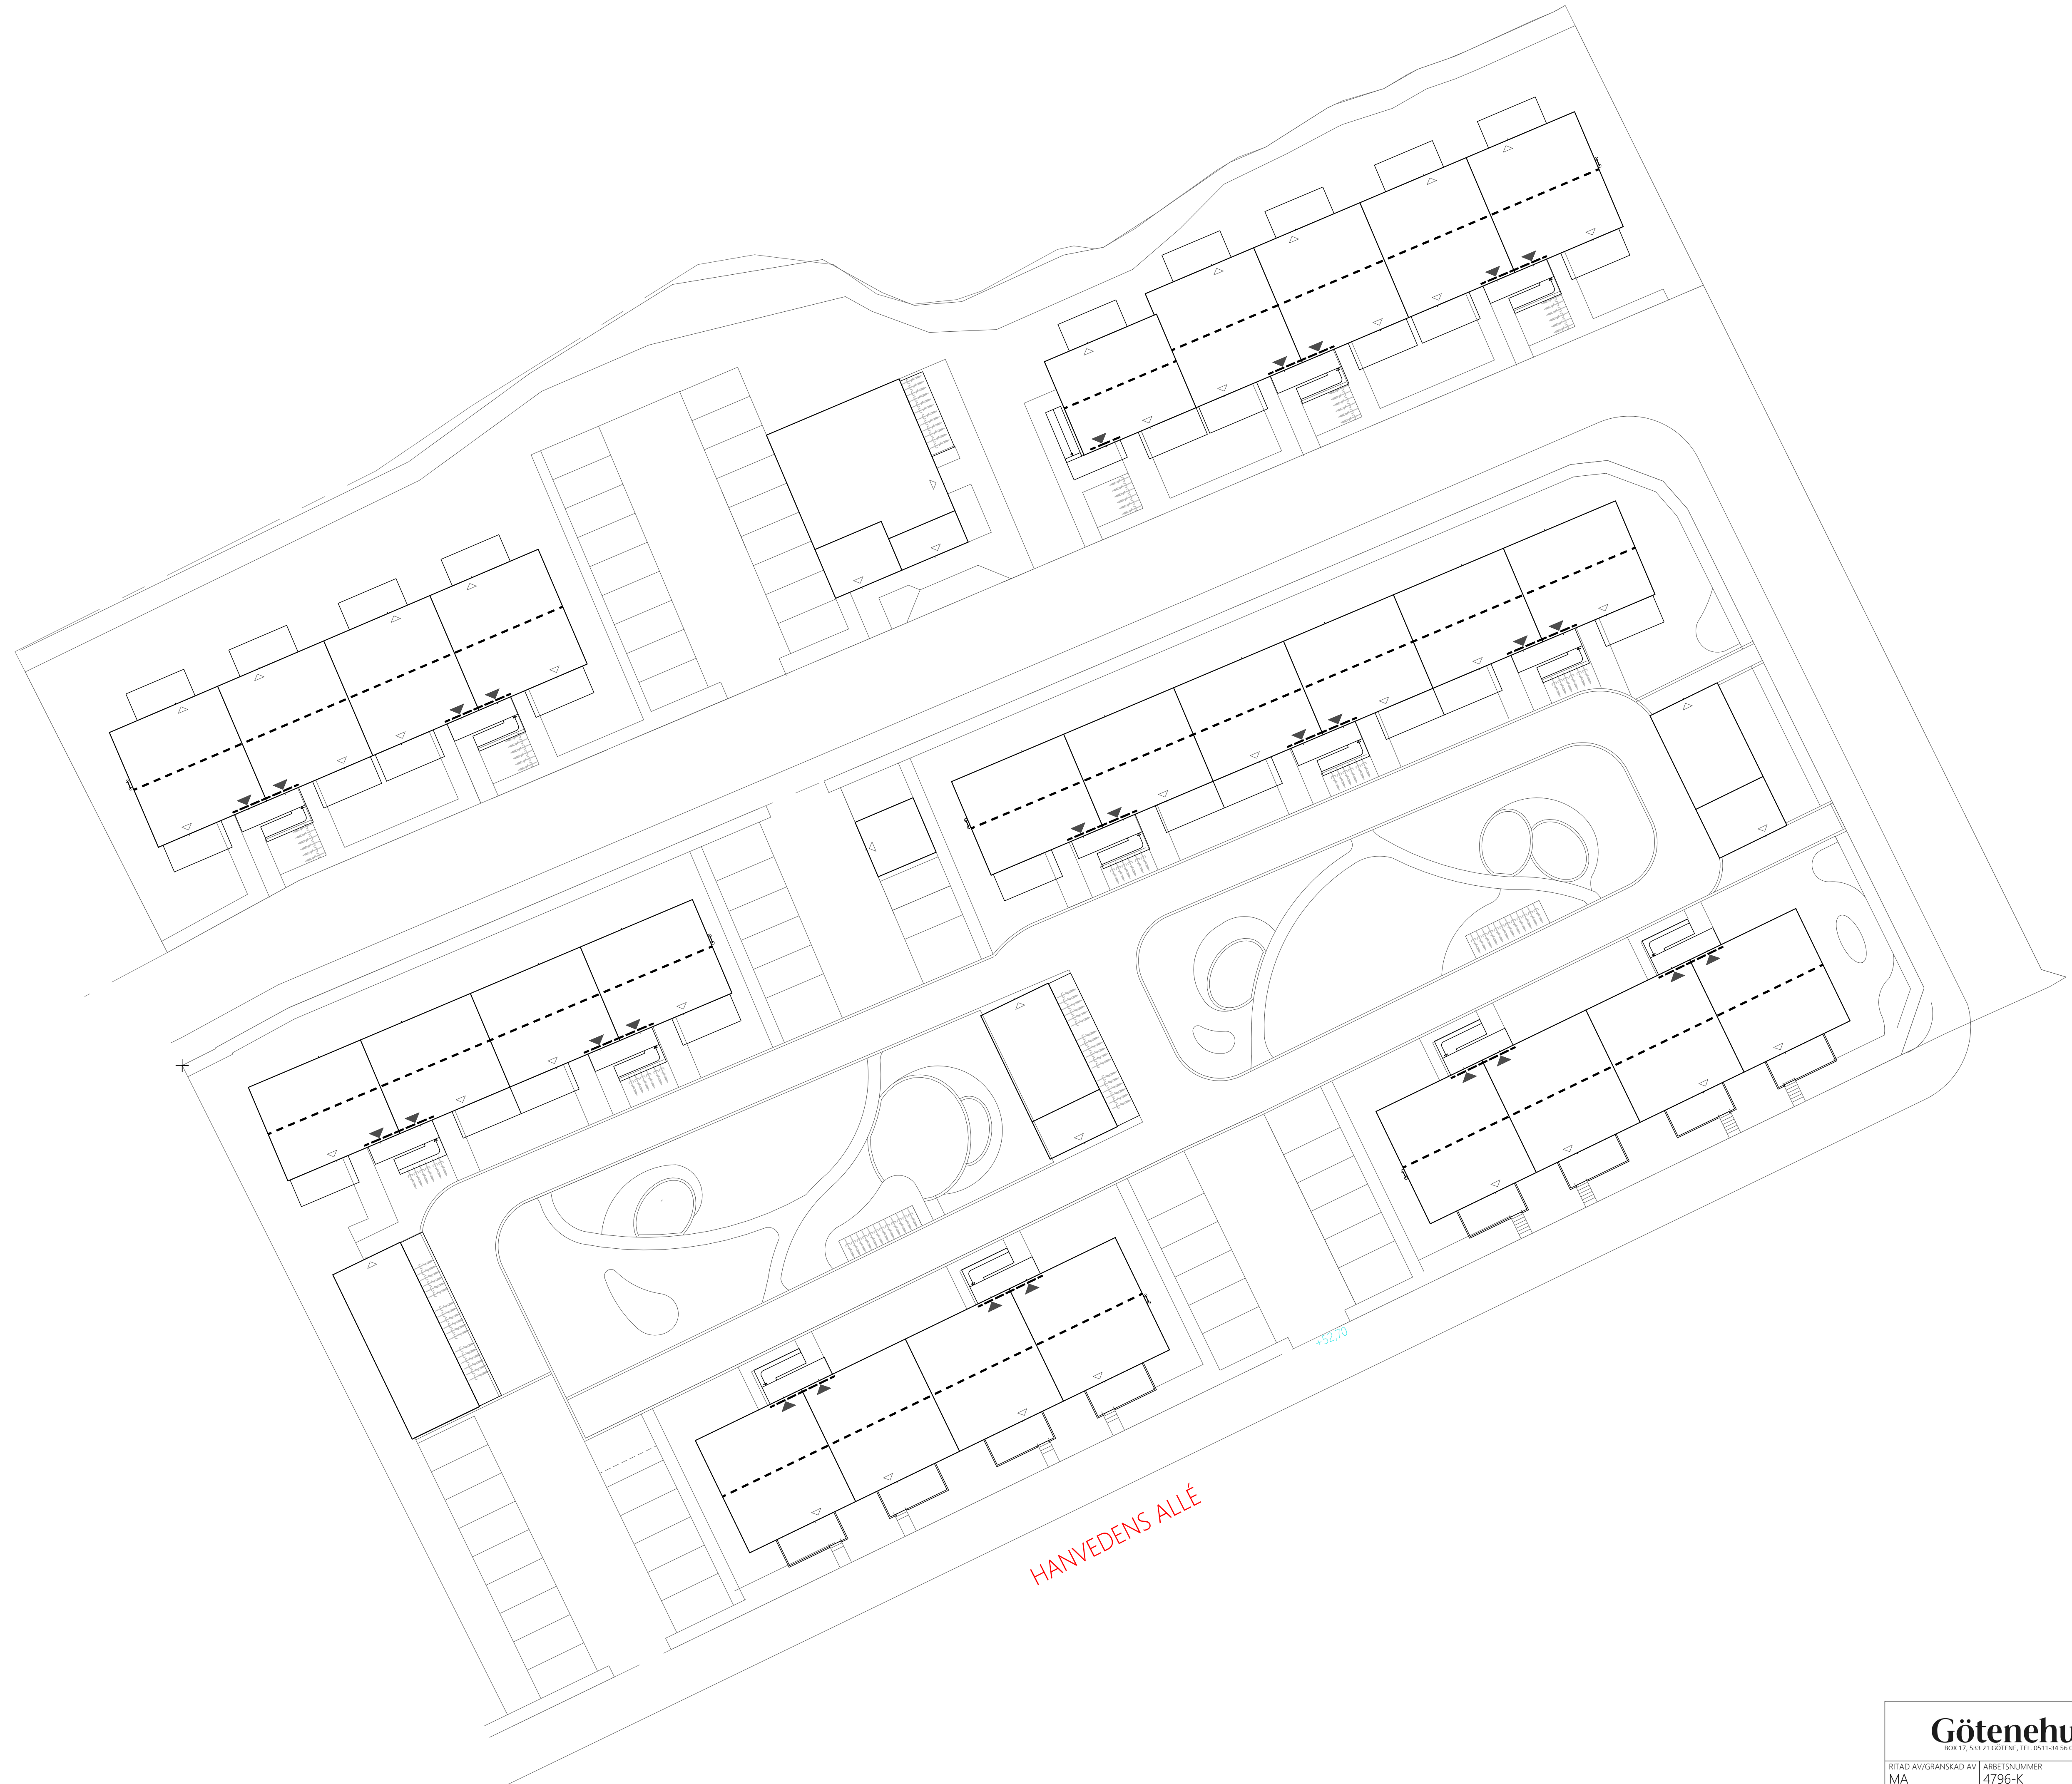 +52,70
HANVEDENS ALLÉ
Götenehu
BOX 17, 533 21 GÖTENE, TEL. 0511-34 56 0
RITAD AV/GRANSKAD AV ARBETSNUMMER
MA 4796-K